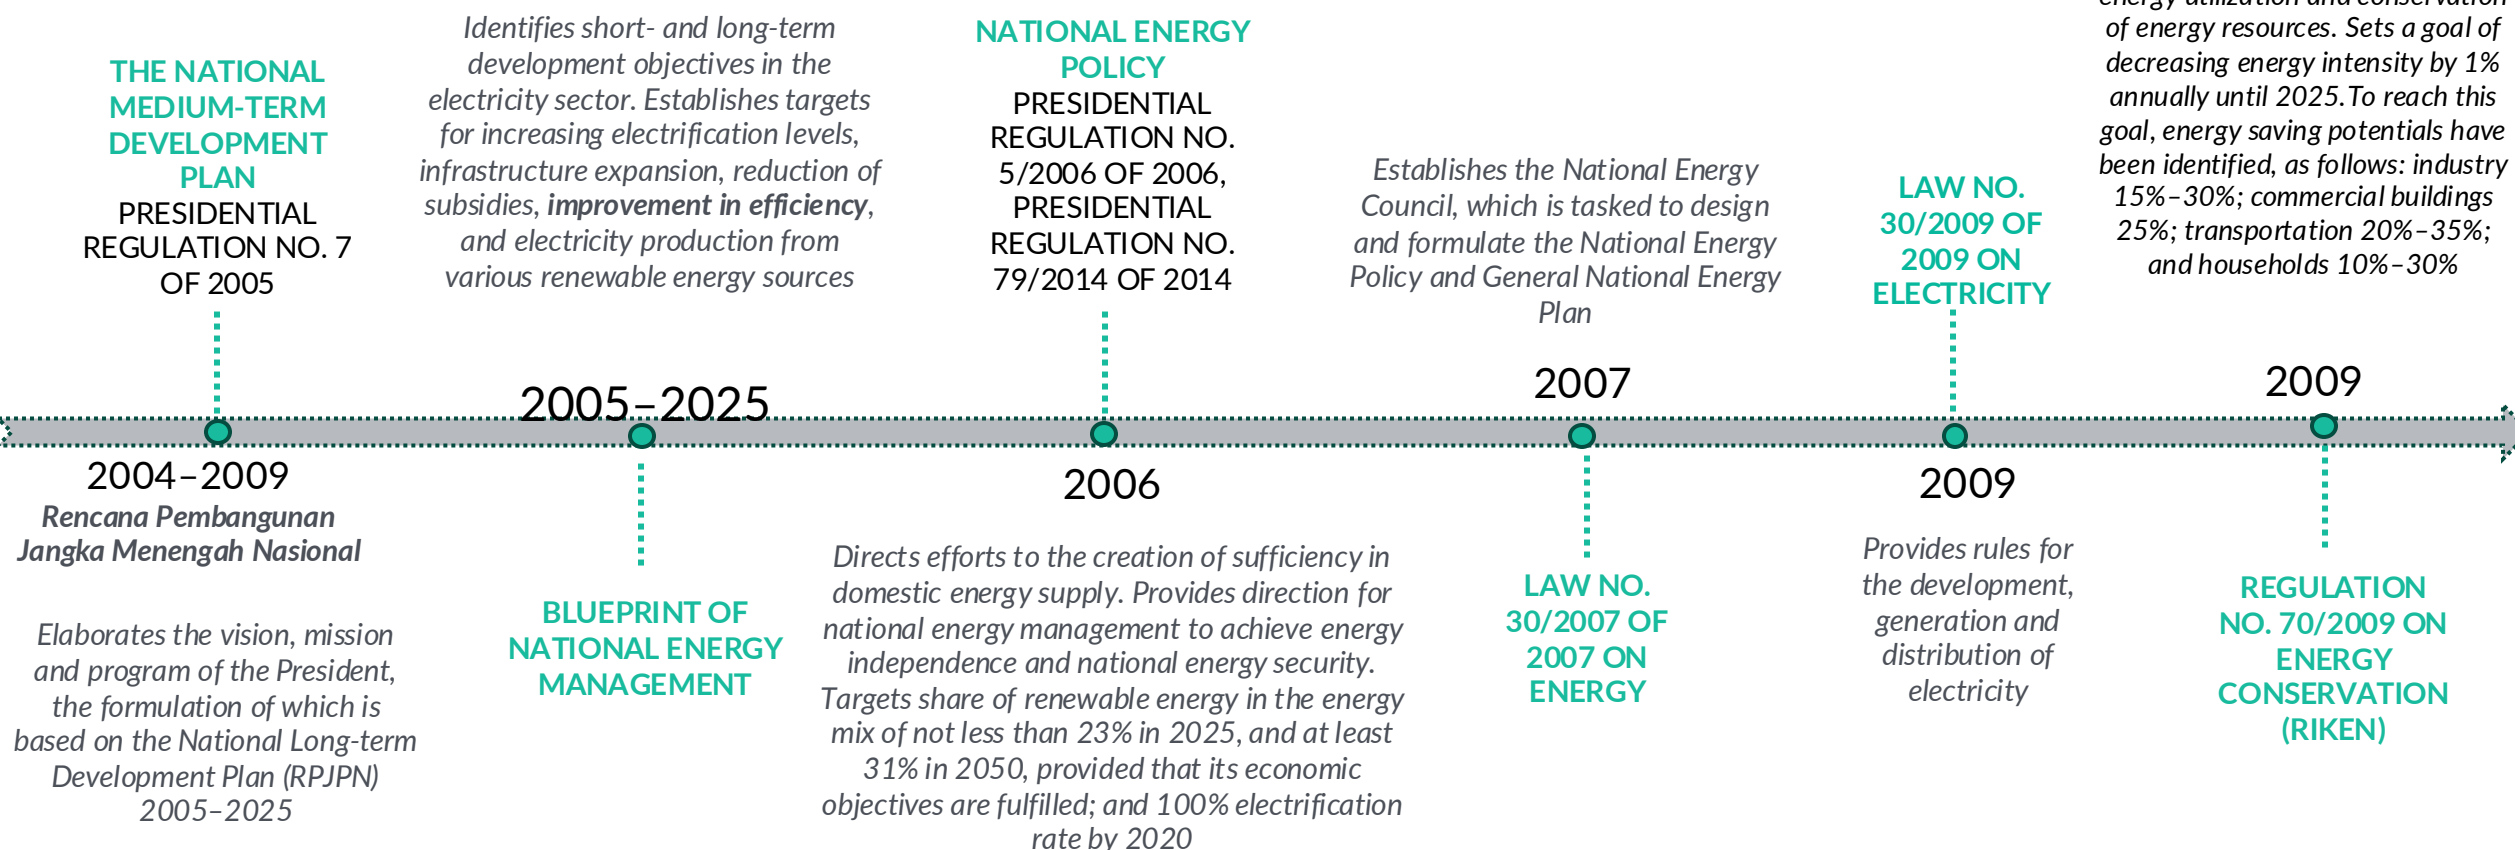 THE NATIONAL
MEDIUM-TERM
DEVELOPMENT
PLAN
PRESIDENTIAL
REGULATION NO. 7
OF 2005
2004–2009
Rencana Pembangunan
Jangka Menengah Nasional
Elaborates the vision, mission
and program of the President,
the formulation of which is
based on the National Long-term
Development Plan (RPJPN)
2005–2025
Identifies short- and long-term
development objectives in the
electricity sector. Establishes targets
for increasing electrification levels,
infrastructure expansion, reduction of
subsidies, improvement in efficiency,
and electricity production from
various renewable energy sources
2005–2025
BLUEPRINT OF
NATIONAL ENERGY
MANAGEMENT
NATIONAL ENERGY
POLICY
PRESIDENTIAL
REGULATION NO.
5/2006 OF 2006,
PRESIDENTIAL
REGULATION NO.
79/2014 OF 2014
2006
Directs efforts to the creation of sufficiency in
domestic energy supply. Provides direction for
national energy management to achieve energy
independence and national energy security.
Targets share of renewable energy in the energy
mix of not less than 23% in 2025, and at least
31% in 2050, provided that its economic
objectives are fulfilled; and 100% electrification
rate by 2020
Establishes the National Energy
Council, which is tasked to design
and formulate the National Energy
Policy and General National Energy
Plan
2007
LAW NO.
30/2007 OF
2007 ON
ENERGY
LAW NO.
30/2009 OF
2009 ON
ELECTRICITY
2009
Provides rules for
the development,
generation and
distribution of
electricity
energy utilization and conservation
of energy resources. Sets a goal of
decreasing energy intensity by 1%
annually until 2025.To reach this
goal, energy saving potentials have
been identified, as follows: industry
15%–30%; commercial buildings
25%; transportation 20%–35%;
and households 10%–30%
2009
REGULATION
NO. 70/2009 ON
ENERGY
CONSERVATION
(RIKEN)